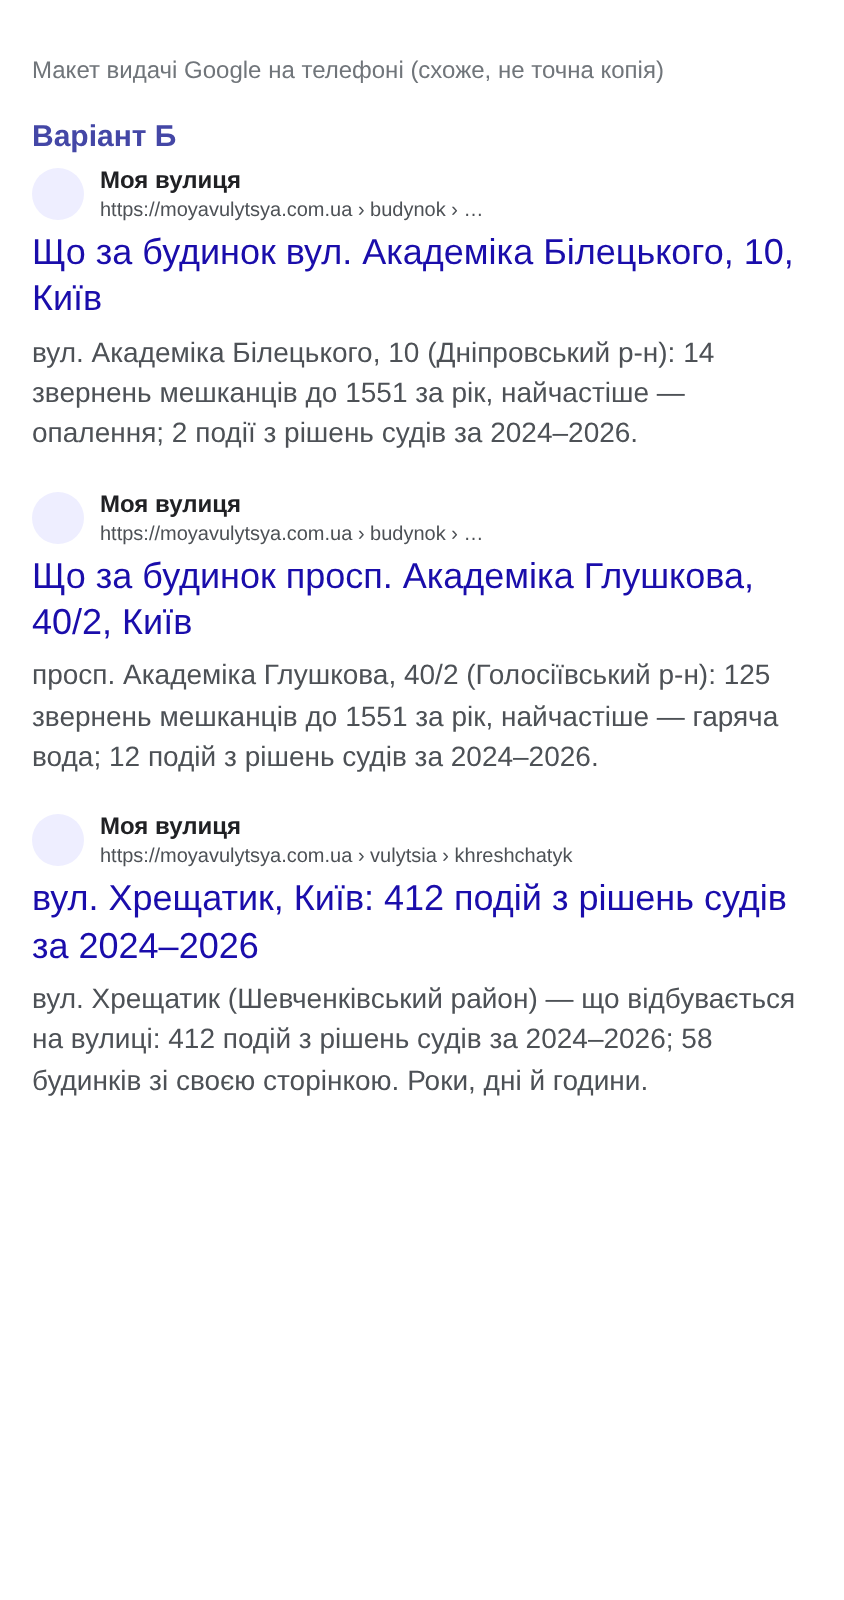 Макет видачі Google на телефоні (схоже, не точна копія)
Варіант Б
Моя вулиця
https://moyavulytsya.com.ua › budynok › …
Що за будинок вул. Академіка Білецького, 10,
Київ
вул. Академіка Білецького, 10 (Дніпровський р-н): 14
звернень мешканців до 1551 за рік, найчастіше —
опалення; 2 події з рішень судів за 2024–2026.
Моя вулиця
https://moyavulytsya.com.ua › budynok › …
Що за будинок просп. Академіка Глушкова,
40/2, Київ
просп. Академіка Глушкова, 40/2 (Голосіївський р-н): 125
звернень мешканців до 1551 за рік, найчастіше — гаряча
вода; 12 подій з рішень судів за 2024–2026.
Моя вулиця
https://moyavulytsya.com.ua › vulytsia › khreshchatyk
вул. Хрещатик, Київ: 412 подій з рішень судів
за 2024–2026
вул. Хрещатик (Шевченківський район) — що відбувається
на вулиці: 412 подій з рішень судів за 2024–2026; 58
будинків зі своєю сторінкою. Роки, дні й години.